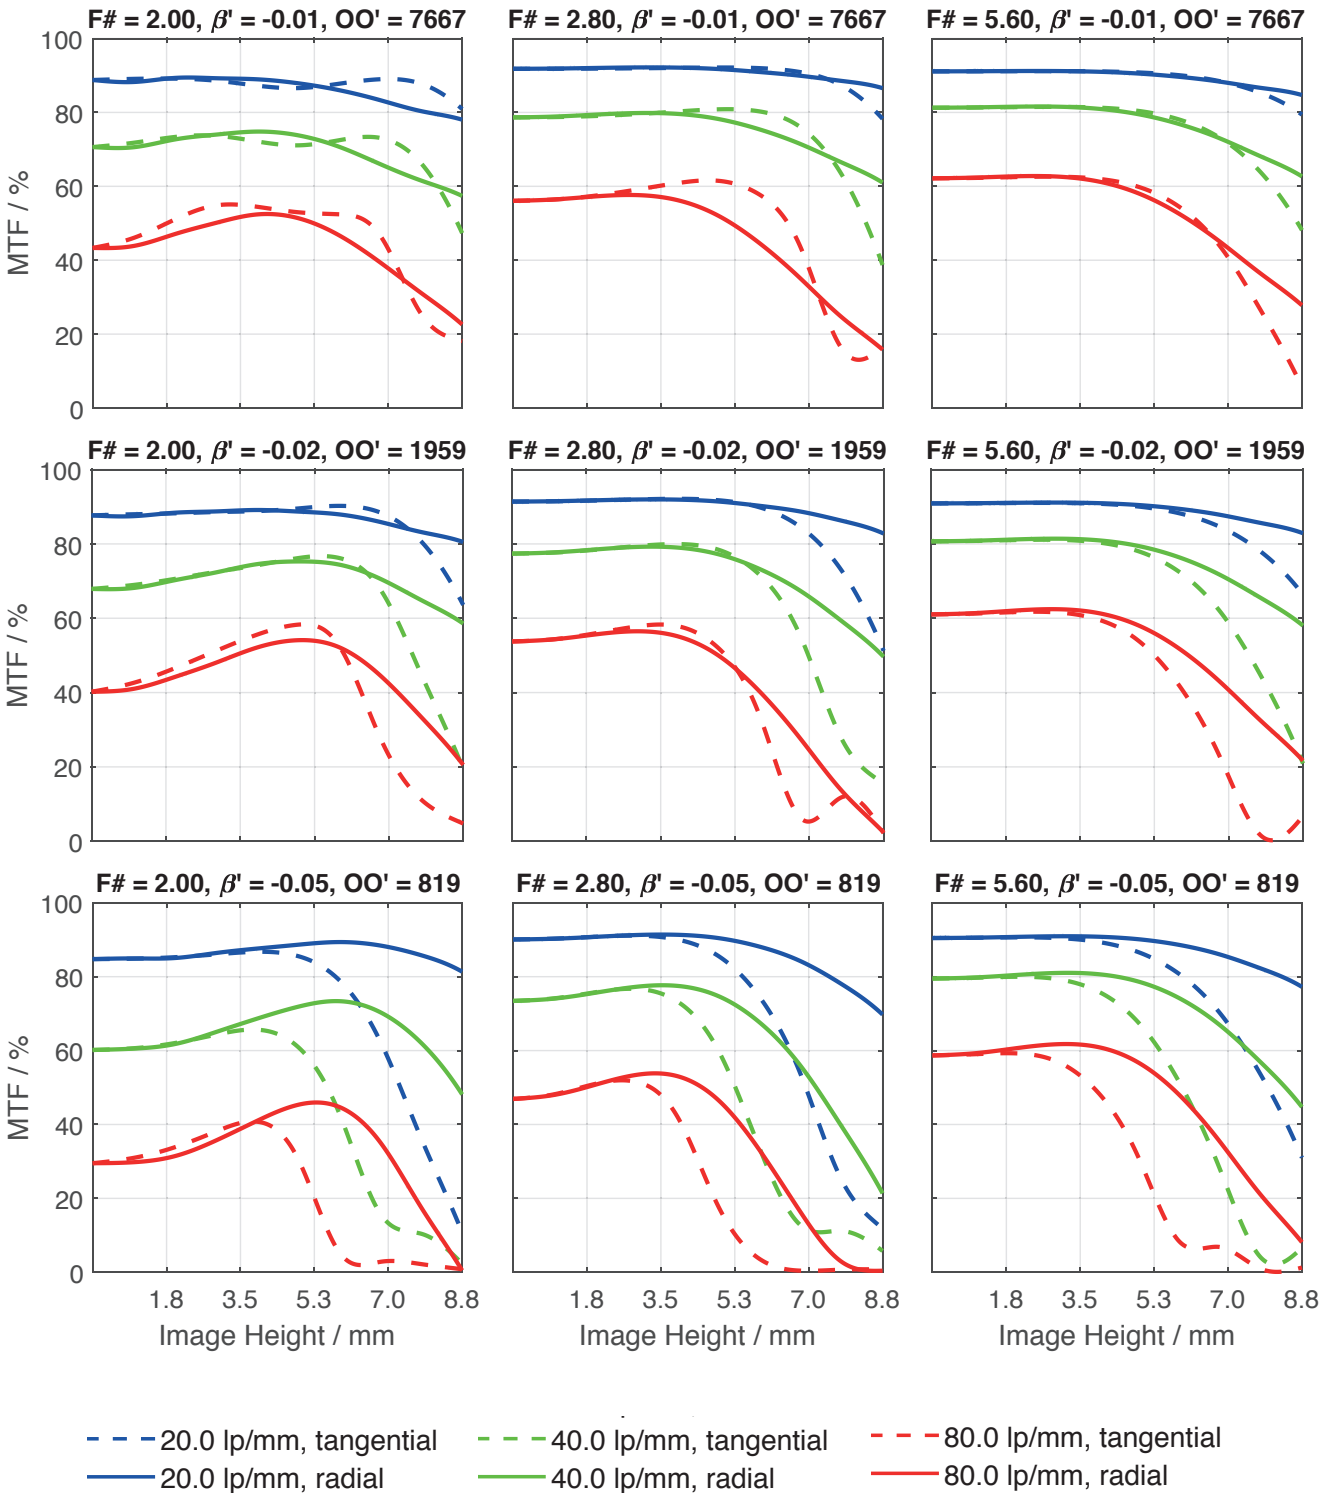 F# = 2.00, β' = -0.01, OO' = 7667
F# = 2.80, β' = -0.01, OO' = 7667
F# = 5.60, β' = -0.01, OO' = 7667
100
80
60
40
20
0
MTF / %
F# = 2.00, β' = -0.02, OO' = 1959
F# = 2.80, β' = -0.02, OO' = 1959
F# = 5.60, β' = -0.02, OO' = 1959
100
80
60
40
20
0
MTF / %
F# = 2.00, β' = -0.05, OO' = 819
F# = 2.80, β' = -0.05, OO' = 819
F# = 5.60, β' = -0.05, OO' = 819
100
80
60
40
20
0
MTF / %
1.8 3.5 5.3 7.0 8.8
1.8 3.5 5.3 7.0 8.8
1.8 3.5 5.3 7.0 8.8
Image Height / mm
Image Height / mm
Image Height / mm
20.0 lp/mm, tangential
40.0 lp/mm, tangential
80.0 lp/mm, tangential
20.0 lp/mm, radial
40.0 lp/mm, radial
80.0 lp/mm, radial